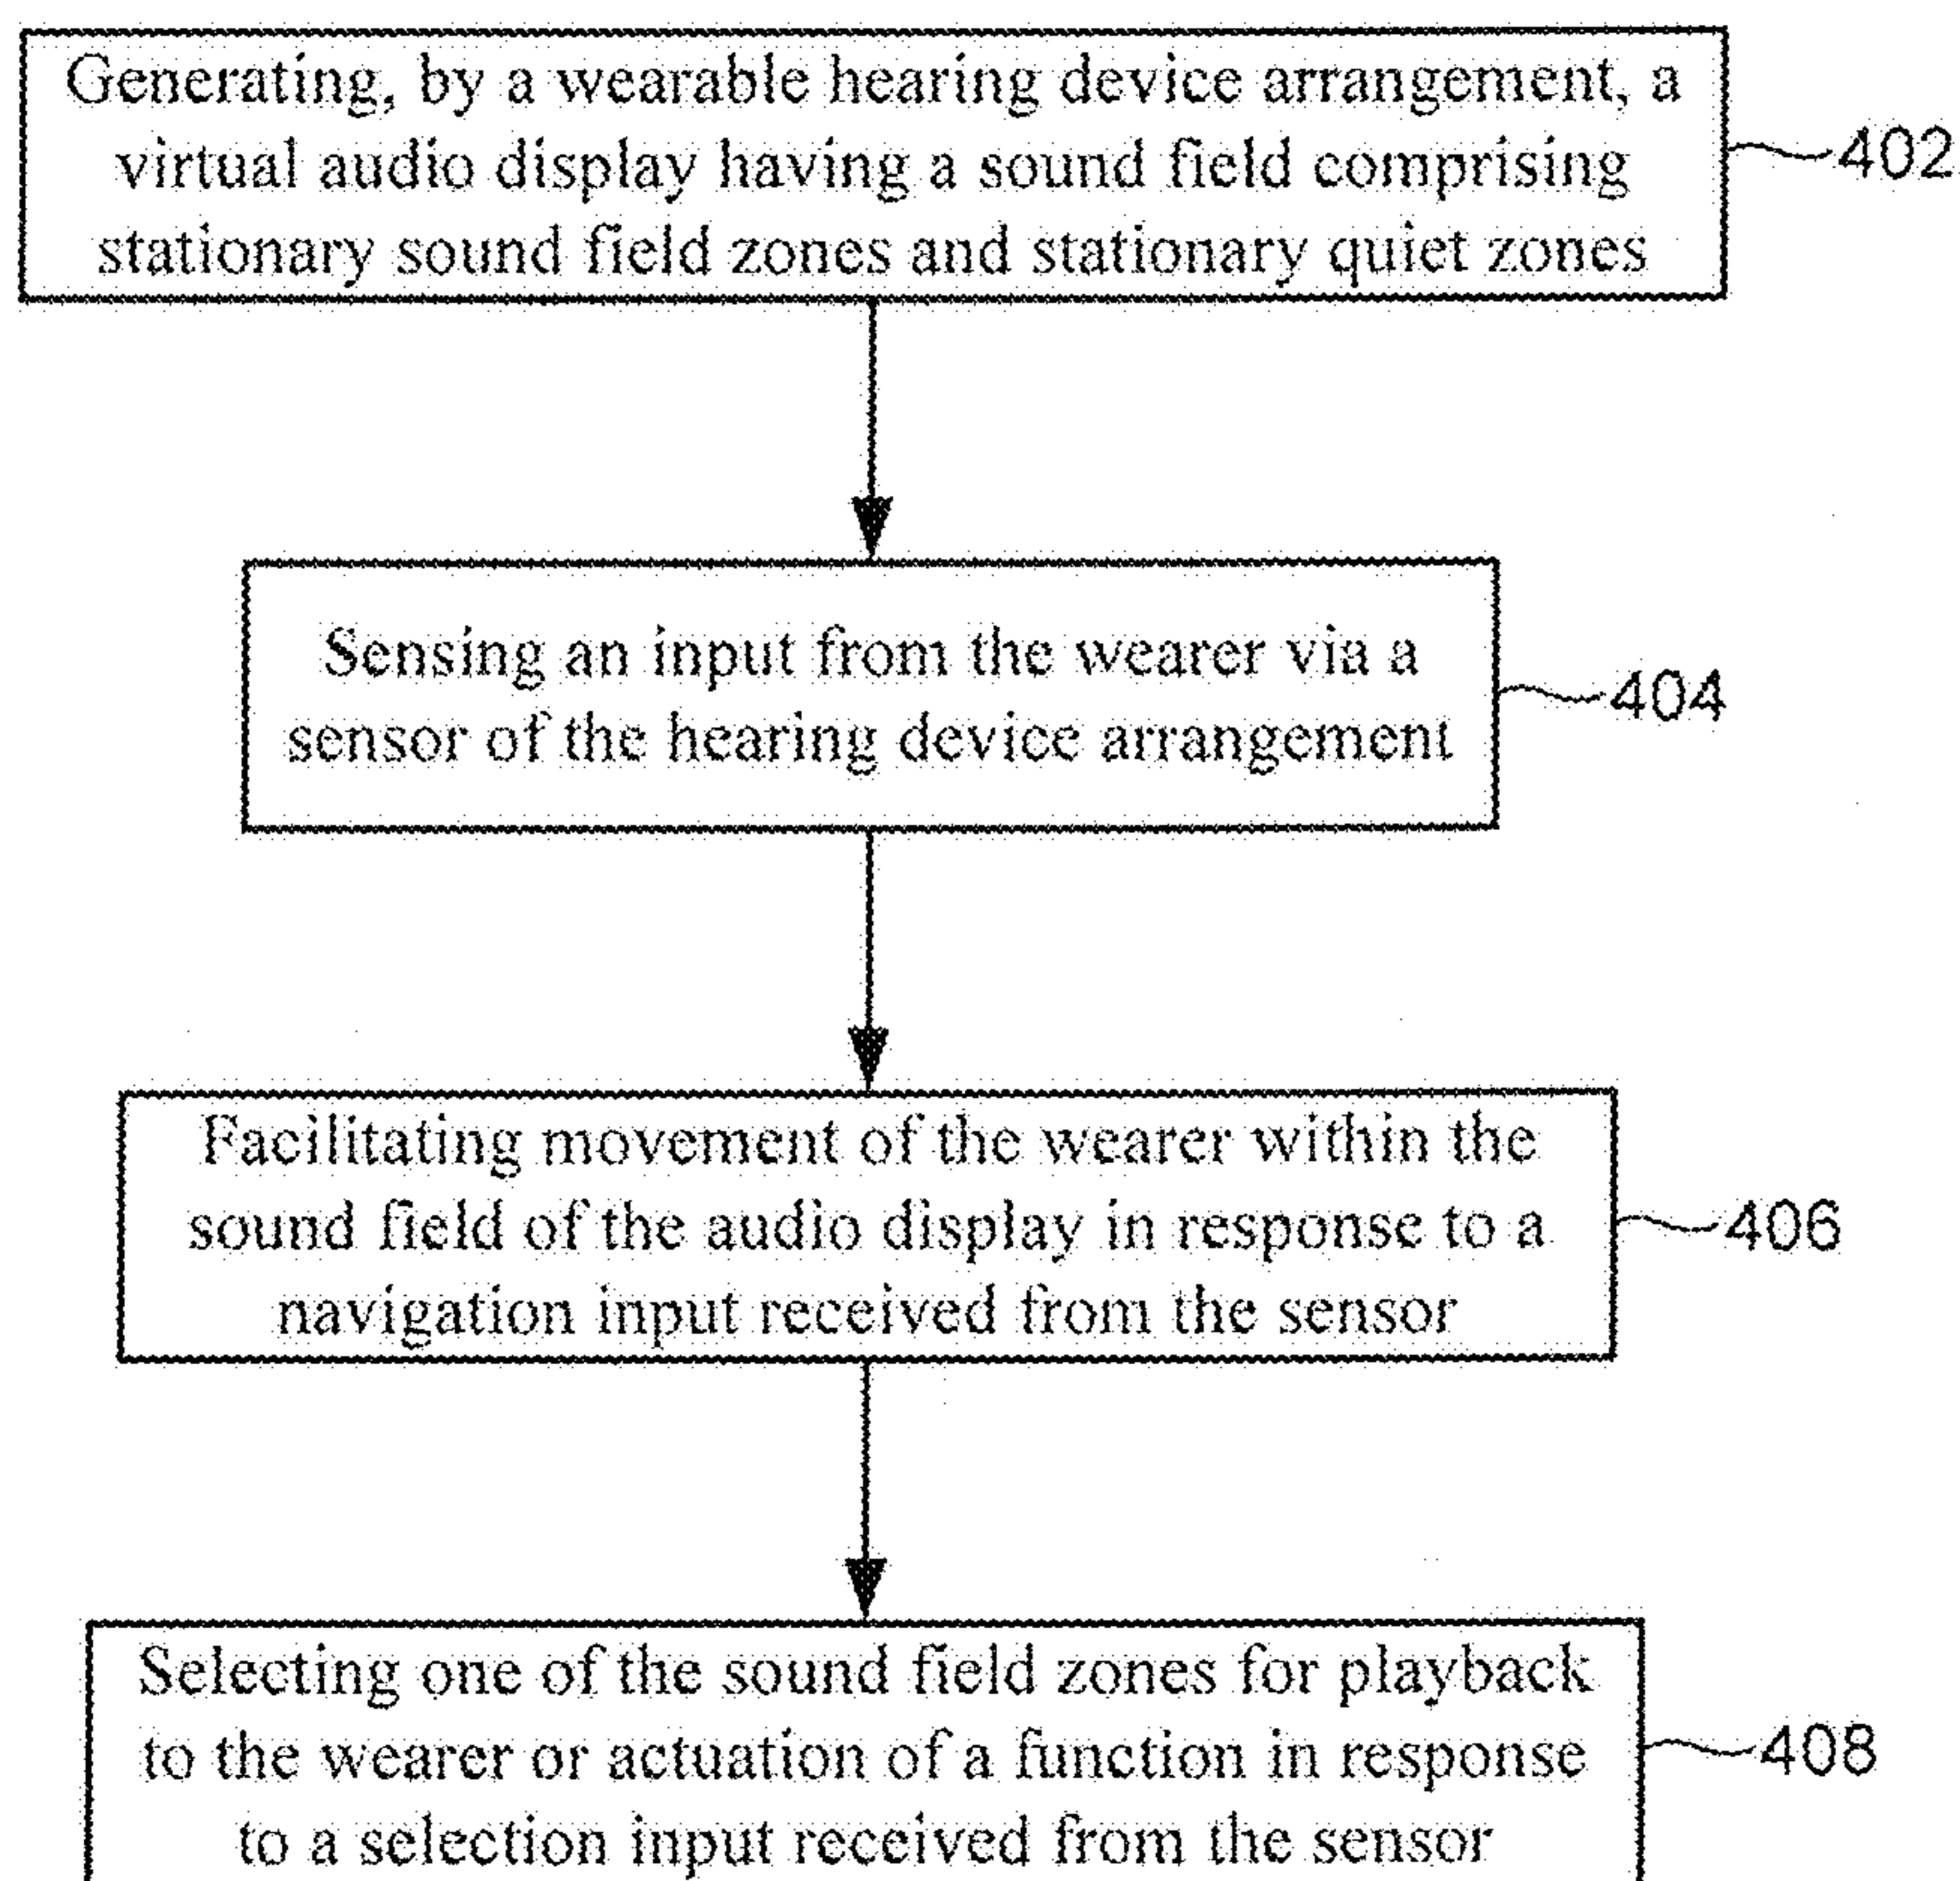 Generating, by a wearable hearing device arrangement, a
virtual audio display having a sound field comprising
stationary sound field zones and stationary quiet zones
402
Sensing an input from the wearer via a
sensor of the hearing device arrangement
404
Facilitating movement of the wearer within the
sound field of the audio display in response to a
navigation input received from the sensor
406
Selecting one of the sound field zones for playback
to the wearer or actuation of a function in response
to a selection input received from the sensor
408